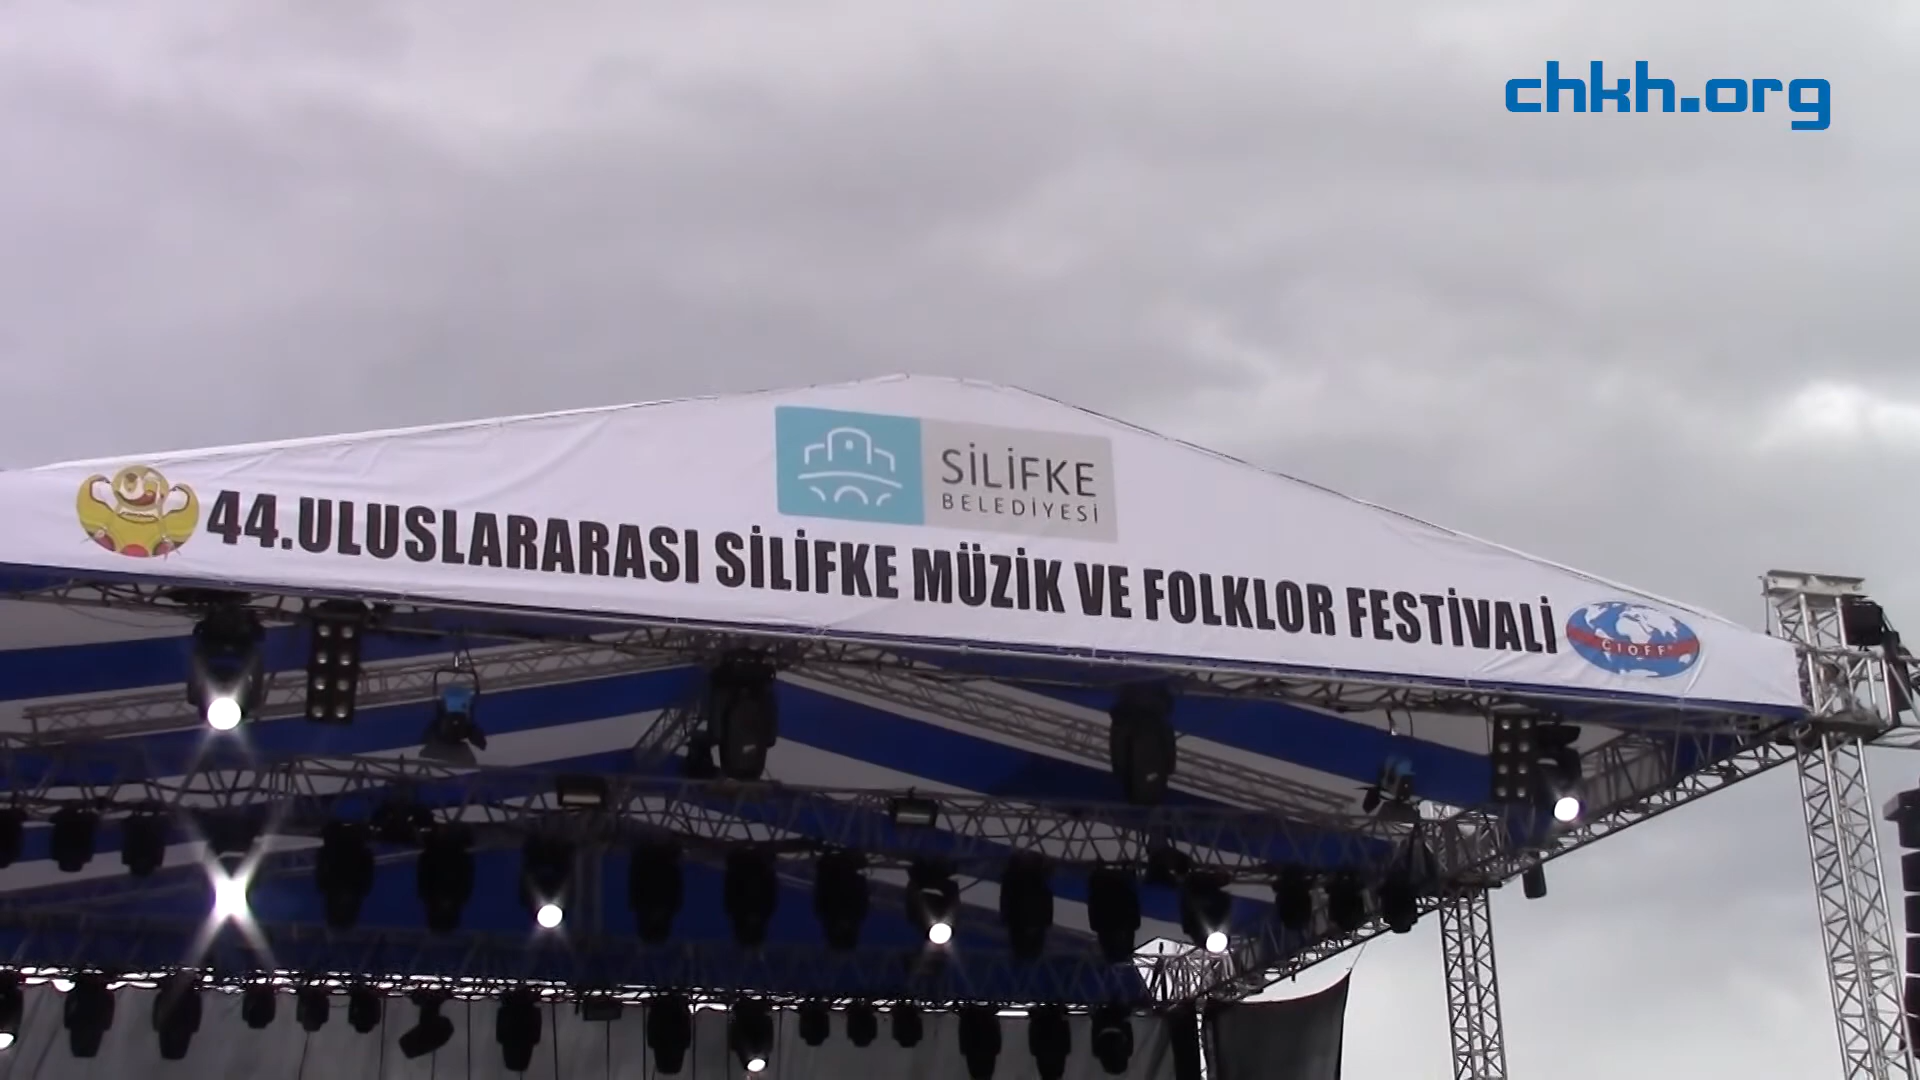 chkh.org
SİLİFKE
BELEDİYESİ
44.ULUSLARARASI SİLİFKE MÜZİK VE FOLKLOR FESTİVALİ
CIOFF